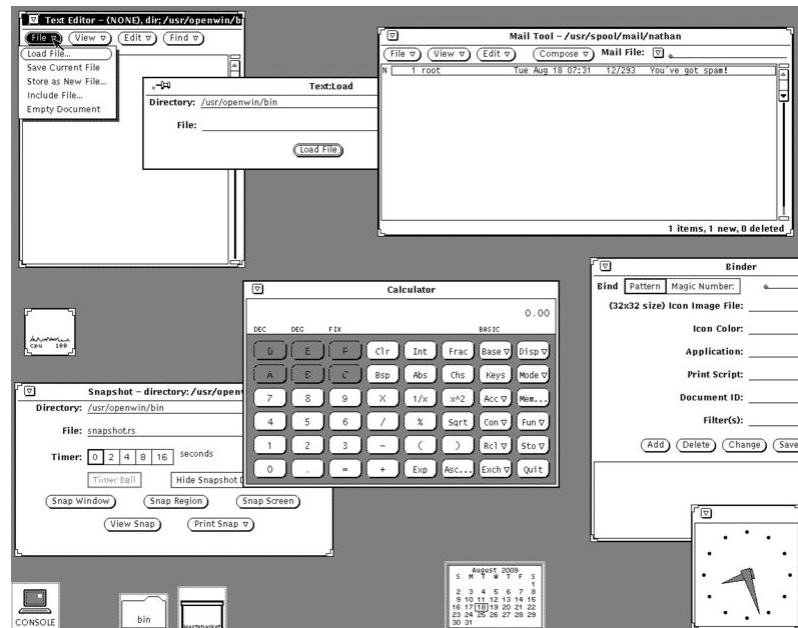 Text Editor – (NONE), dir: /usr/openwin/b
File View Edit Find
Load File...
Save Current File
Store as New File...
Include File...
Empty Document
Text:Load
Directory: /usr/openwin/bin
File:
Load File
Mail Tool – /usr/spool/mail/nathan
File View Edit Compose Mail File:
N 1 root Tue Aug 18 07:31 12/293 You've got spam!
1 items, 1 new, 0 deleted
Calculator
0.00
DEC DEG FIX BASIC
D E F Clr Int Frac Base Disp
A B C Bsp Abs Chs Keys Mode
7 8 9 X 1/x x^2 Acc Mem...
4 5 6 / % Sqrt Con Fun
1 2 3 – ( ) Rcl Sto
0 . = + Exp Asc... Exch Quit
Binder
Bind Pattern Magic Number:
(32x32 size) Icon Image File:
Icon Color:
Application:
Print Script:
Document ID:
Filter(s):
Add Delete Change Save
cpu 100
Snapshot – directory: /usr/open
Directory: /usr/openwin/bin
File: snapshot.rs
Timer: 0 2 4 8 16 seconds
Timer Bell Hide Snapshot D
Snap Window Snap Region Snap Screen
View Snap Print Snap
CONSOLE
bin
Wastebasket
August 2009
S M T W T F S
1
2 3 4 5 6 7 8
9 10 11 12 13 14 15
16 17 18 19 20 21 22
23 24 25 26 27 28 29
30 31